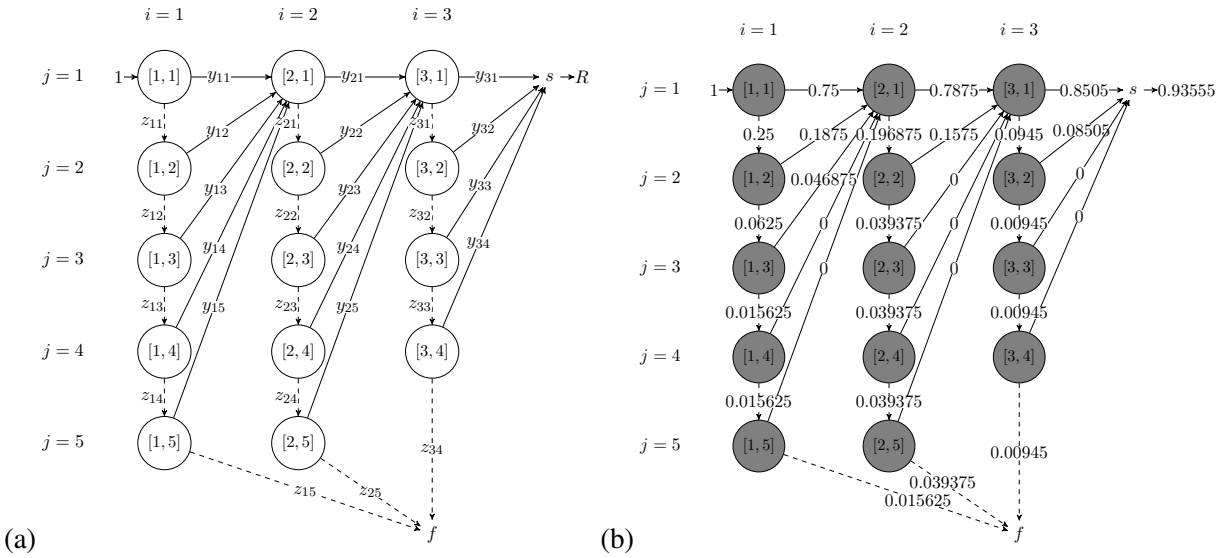 i = 1 i = 2 i = 3
j = 1 1 [1, 1] y11 [2, 1] y21 [3, 1] y31 s R
z11 y12 z21 y22 z31 y32
j = 2 [1, 2] [2, 2] [3, 2]
y13 y23 y33
z12 z22 z32
j = 3 [1, 3] y14 [2, 3] y24 [3, 3] y34
z13 y15 z23 y25 z33
j = 4 [1, 4] [2, 4] [3, 4]
z14 z24
j = 5 [1, 5] [2, 5] z34
z15 z25
f
(a)
i = 1 i = 2 i = 3
j = 1 1 [1, 1] 0.75 [2, 1] 0.7875 [3, 1] 0.8505 s 0.93555
0.25 0.1875 0.196875 0.1575 0.0945 0.08505
j = 2 [1, 2] 0.046875 [2, 2] 0 [3, 2] 0
0.0625 0 0.039375 0 0.00945 0
j = 3 [1, 3] 0 [2, 3] 0 [3, 3]
0.015625 0.039375 0.00945
j = 4 [1, 4] [2, 4] [3, 4]
0.015625 0.039375
j = 5 [1, 5] [2, 5] 0.00945
0.039375
0.015625
f
(b)